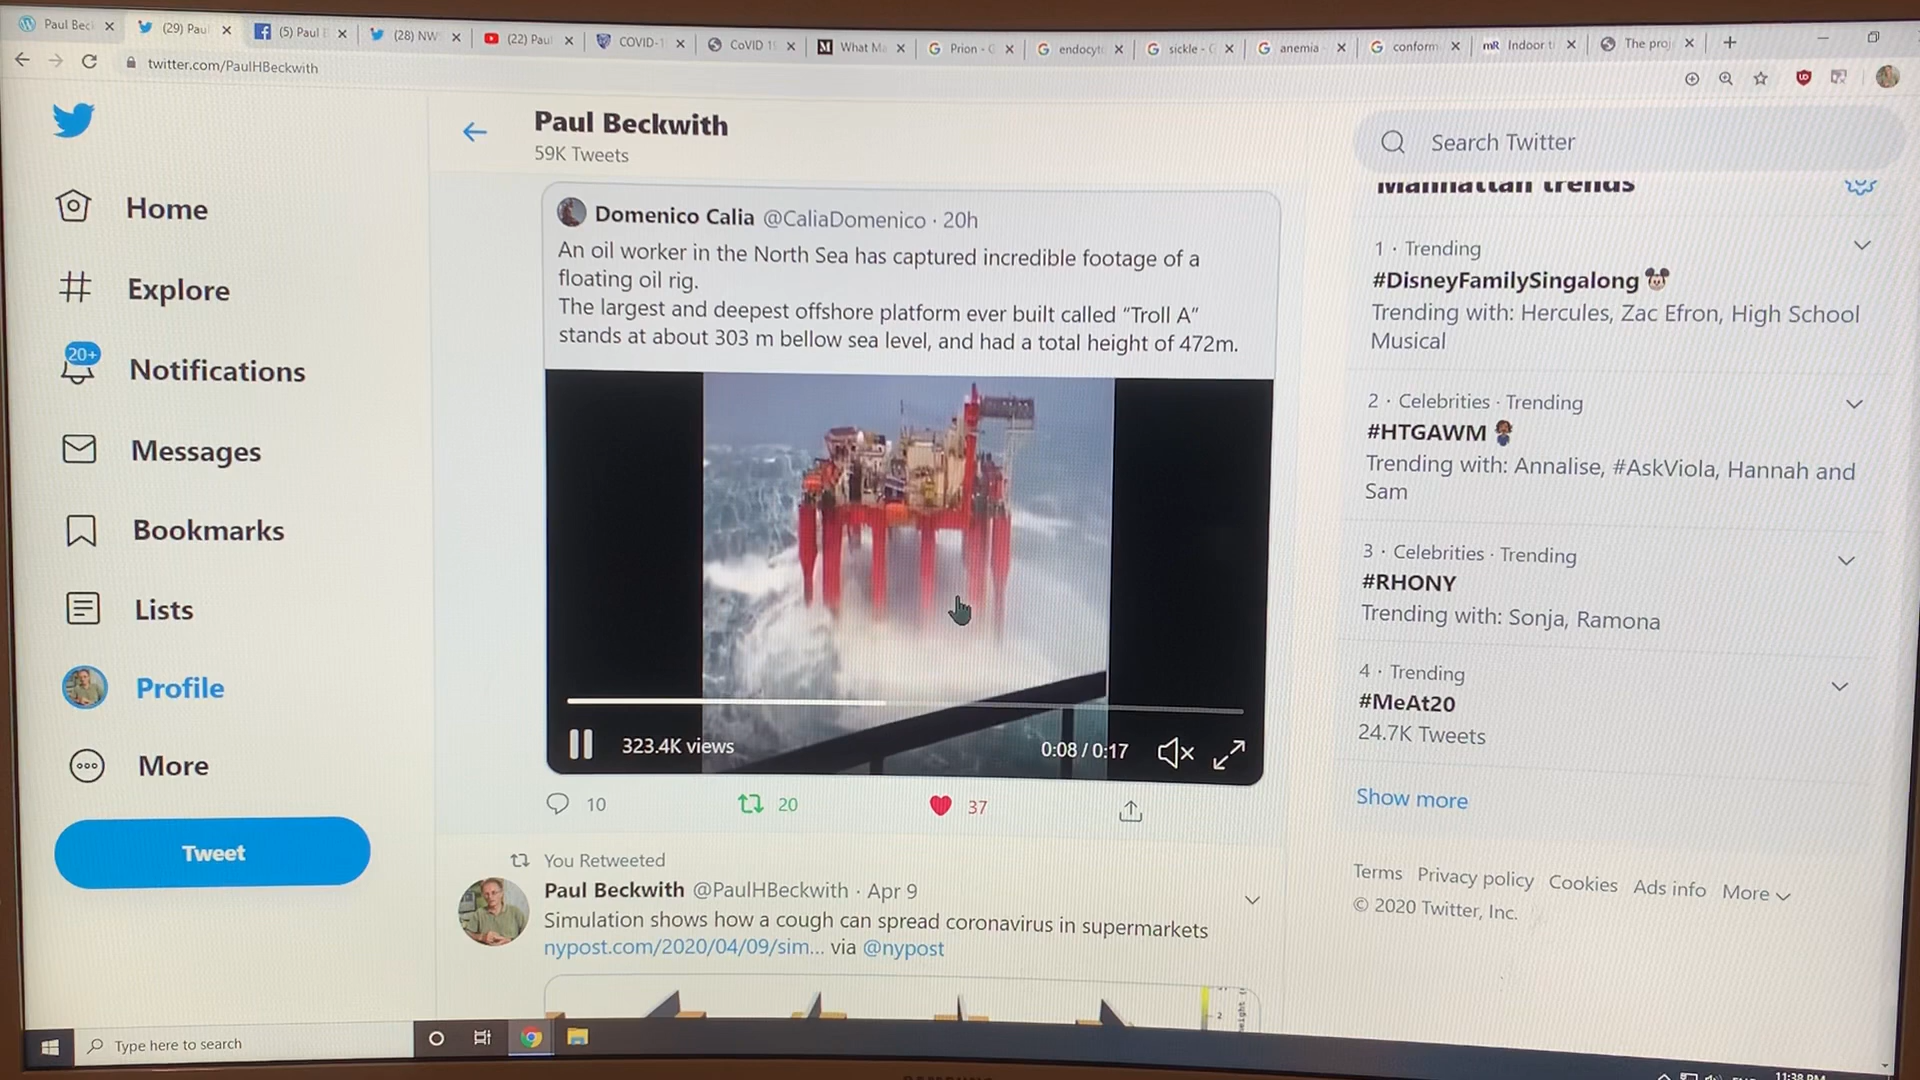 Paul Bec
(29) Paul
(5) Paul B
(28) NW
(22) Paul
COVID-1
CoVID 19
What Ma
Prion - G
endocyt
sickle - G
anemia -
conform
Indoor t
The proj
twitter.com/PaulHBeckwith
Home
Explore
20+
Notifications
Messages
Bookmarks
Lists
Profile
More
Tweet
Paul Beckwith
59K Tweets
Domenico Calia @CaliaDomenico · 20h
An oil worker in the North Sea has captured incredible footage of a
floating oil rig.
The largest and deepest offshore platform ever built called “Troll A”
stands at about 303 m bellow sea level, and had a total height of 472m.
323.4K views
0:08 / 0:17
10
20
37
You Retweeted
Paul Beckwith @PaulHBeckwith · Apr 9
Simulation shows how a cough can spread coronavirus in supermarkets
nypost.com/2020/04/09/sim... via @nypost
Search Twitter
Manhattan trends
1 · Trending
#DisneyFamilySingalong
Trending with: Hercules, Zac Efron, High School
Musical
2 · Celebrities · Trending
#HTGAWM
Trending with: Annalise, #AskViola, Hannah and
Sam
3 · Celebrities · Trending
#RHONY
Trending with: Sonja, Ramona
4 · Trending
#MeAt20
24.7K Tweets
Show more
Terms Privacy policy Cookies Ads info More
© 2020 Twitter, Inc.
Type here to search
11:38 PM